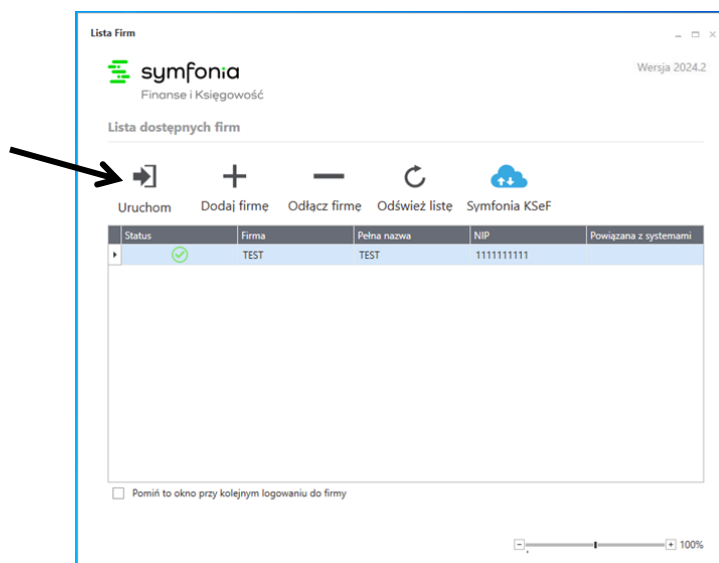 Lista Firm
symfonia
Wersja 2024.2
Finanse i Księgowość
Lista dostępnych firm
Uruchom Dodaj firmę Odłącz firmę Odśwież listę Symfonia KSeF
Status Firma Pełna nazwa NIP Powiązana z systemami
TEST TEST 1111111111
Pomiń to okno przy kolejnym logowaniu do firmy
100%